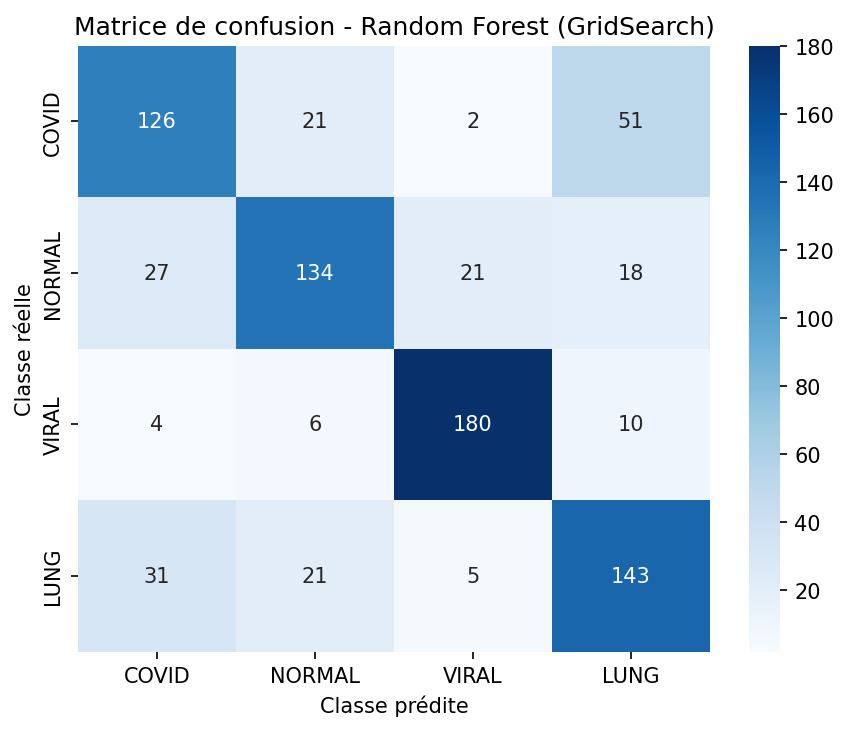 Matrice de confusion - Random Forest (GridSearch)
COVID 126 21 2 51
NORMAL 27 134 21 18
VIRAL 4 6 180 10
LUNG 31 21 5 143
COVID NORMAL VIRAL LUNG
Classe prédite
Classe réelle
180
160
140
120
100
80
60
40
20